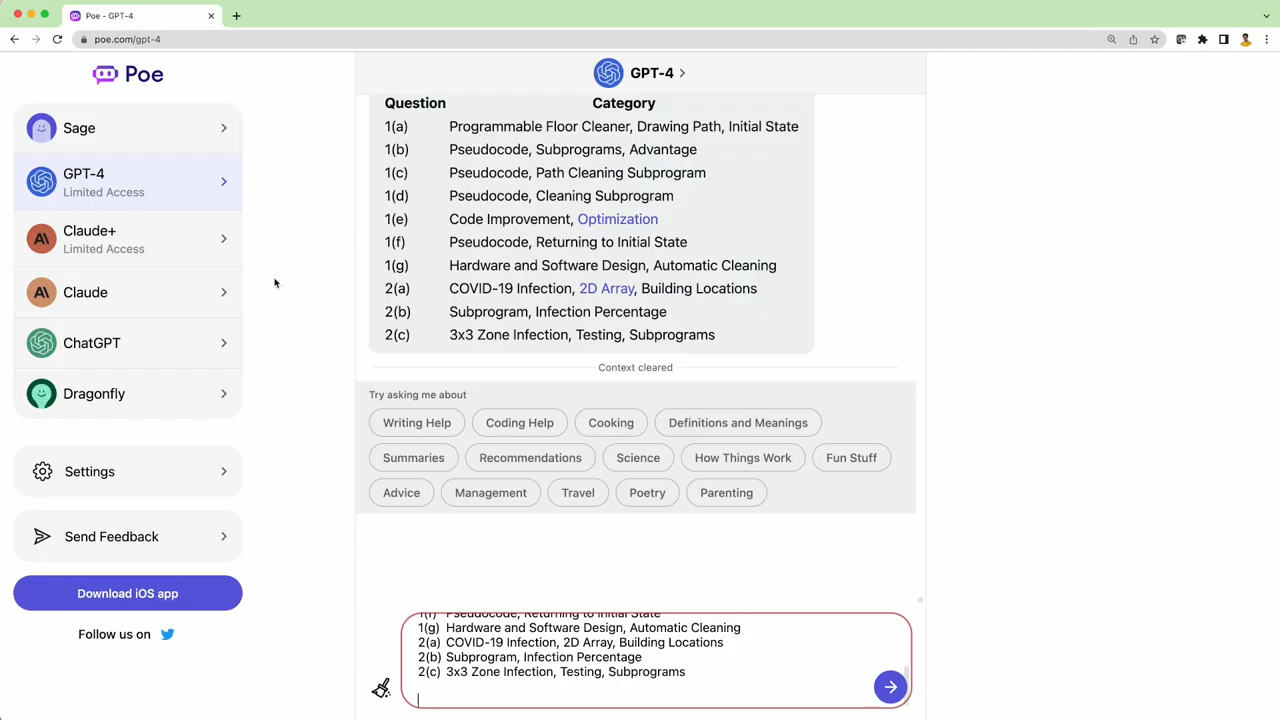 Poe - GPT-4
poe.com/gpt-4
Poe
Sage
GPT-4
Limited Access
Claude+
Limited Access
Claude
ChatGPT
Dragonfly
Settings
Send Feedback
Download iOS app
Follow us on
GPT-4
Question Category
1(a) Programmable Floor Cleaner, Drawing Path, Initial State
1(b) Pseudocode, Subprograms, Advantage
1(c) Pseudocode, Path Cleaning Subprogram
1(d) Pseudocode, Cleaning Subprogram
1(e) Code Improvement, Optimization
1(f) Pseudocode, Returning to Initial State
1(g) Hardware and Software Design, Automatic Cleaning
2(a) COVID-19 Infection, 2D Array, Building Locations
2(b) Subprogram, Infection Percentage
2(c) 3x3 Zone Infection, Testing, Subprograms
Context cleared
Try asking me about
Writing Help Coding Help Cooking Definitions and Meanings
Summaries Recommendations Science How Things Work Fun Stuff
Advice Management Travel Poetry Parenting
1(f) Pseudocode, Returning to Initial State
1(g) Hardware and Software Design, Automatic Cleaning
2(a) COVID-19 Infection, 2D Array, Building Locations
2(b) Subprogram, Infection Percentage
2(c) 3x3 Zone Infection, Testing, Subprograms